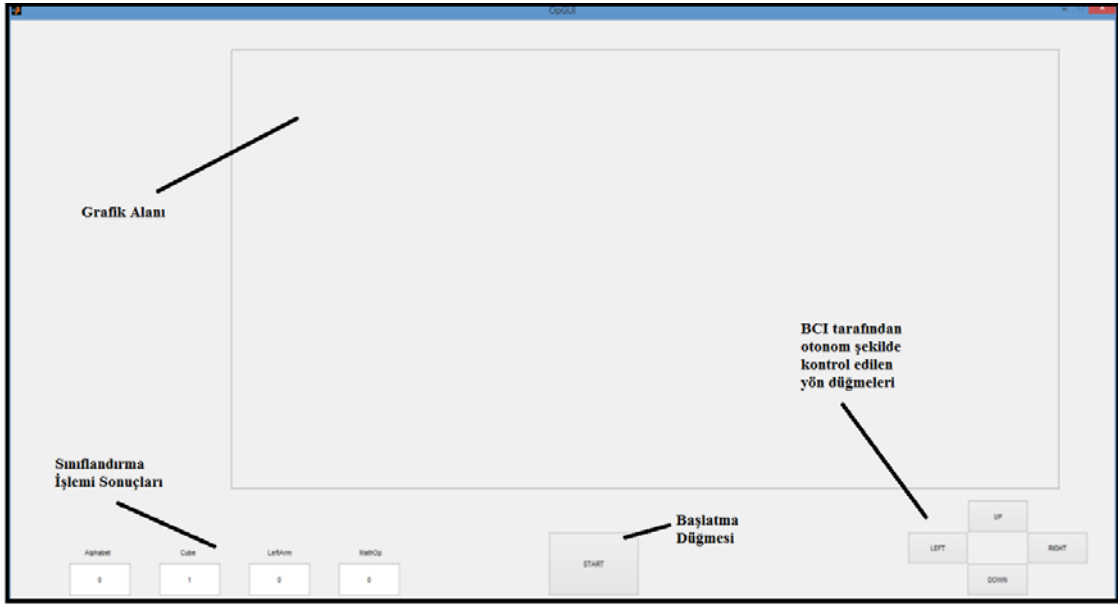 OpGUI
Grafik Alanı
BCI tarafından
otonom şekilde
kontrol edilen
yön düğmeleri
Sınıflandırma
İşlemi Sonuçları
Başlatma
Düğmesi
UP
Alphabet Cube LeftArm MathOp
START
LEFT RIGHT
0 1 0 0
DOWN